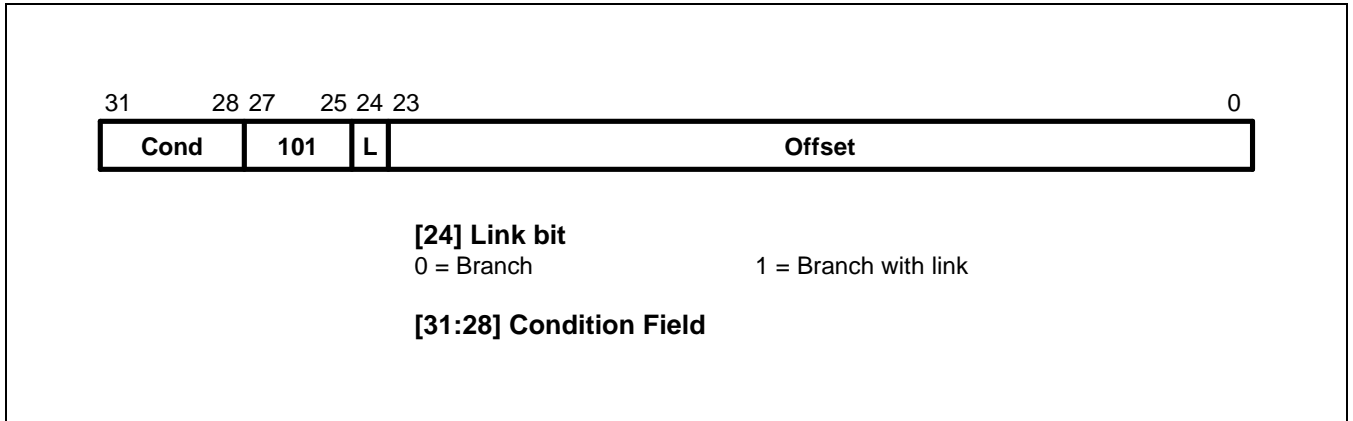 31 28 27 25 24 23 0
Cond 101 L Offset
[24] Link bit
0 = Branch 1 = Branch with link
[31:28] Condition Field